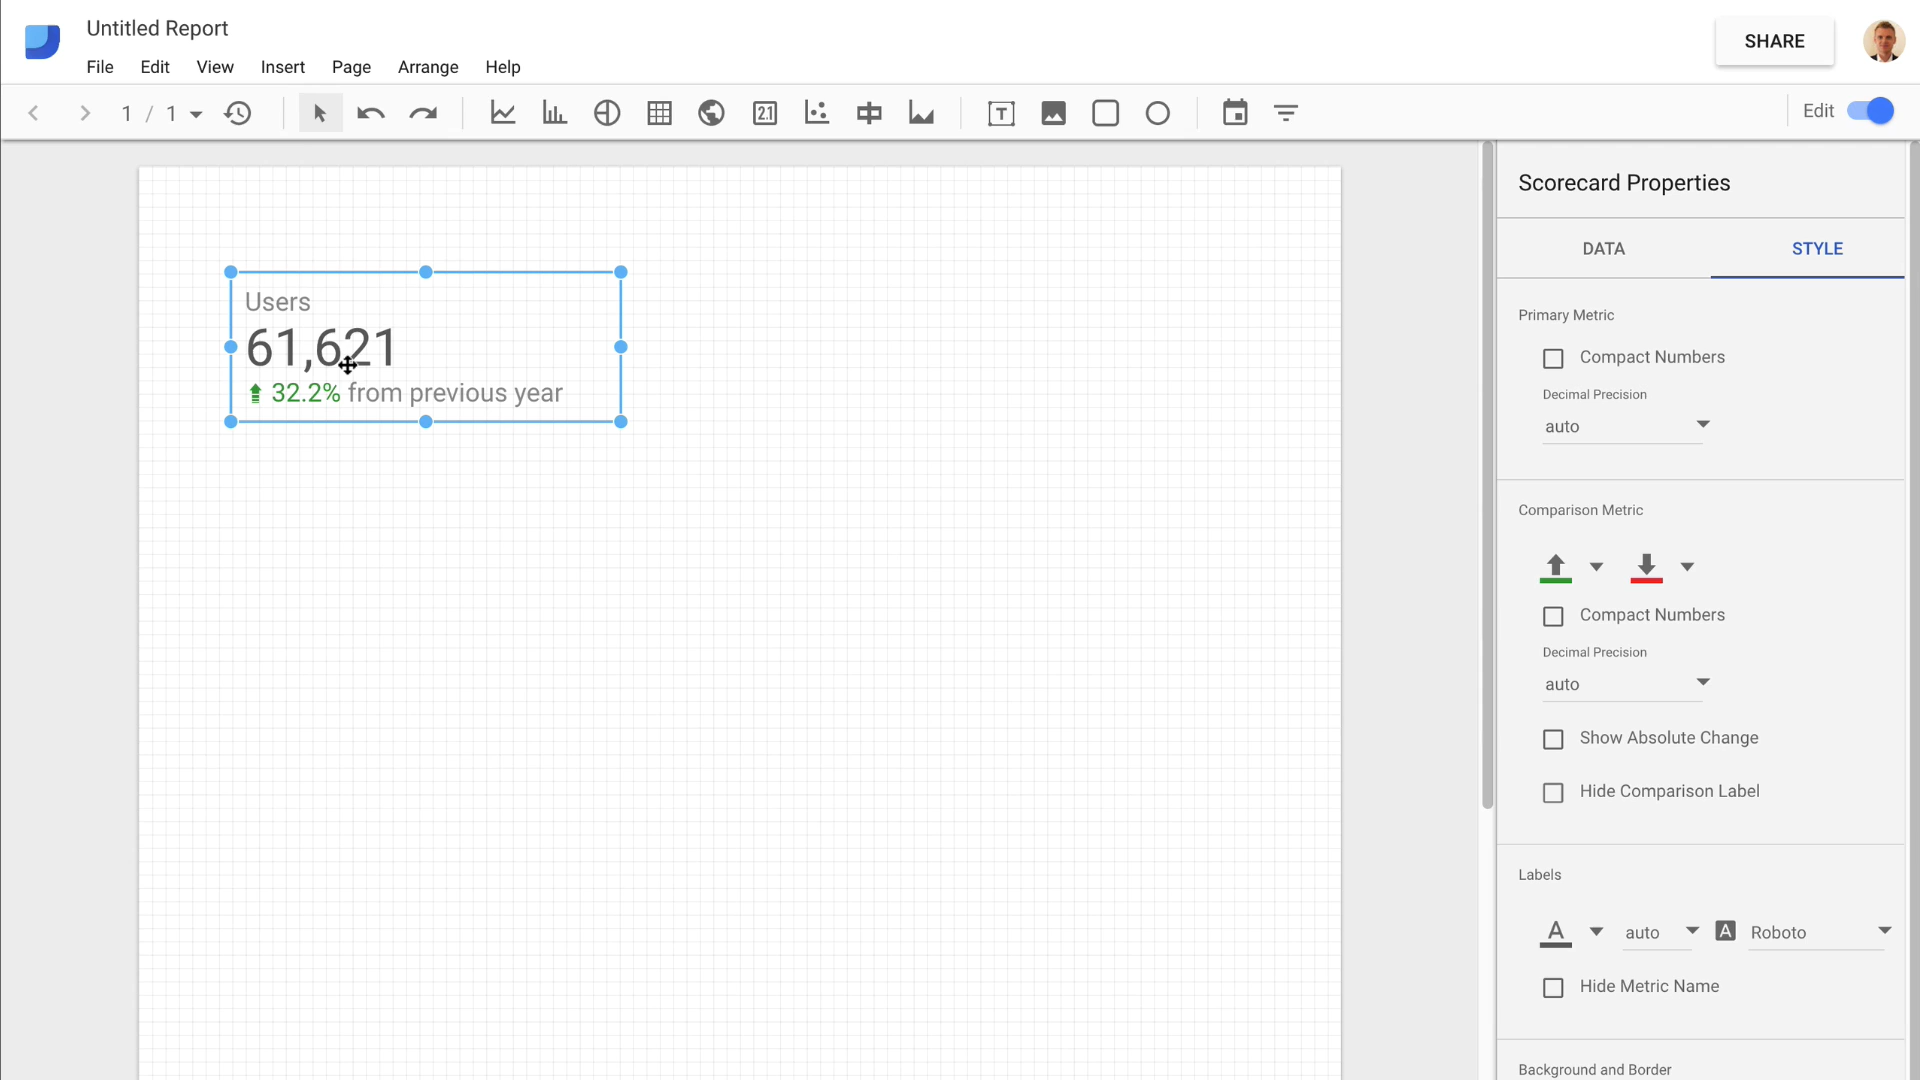 Untitled Report
File Edit View Insert Page Arrange Help
SHARE
1 / 1
2.1
T
Edit
Users
61,621
32.2% from previous year
Scorecard Properties
DATA STYLE
Primary Metric
Compact Numbers
Decimal Precision
auto
Comparison Metric
Compact Numbers
Decimal Precision
auto
Show Absolute Change
Hide Comparison Label
Labels
A auto A Roboto
Hide Metric Name
Background and Border